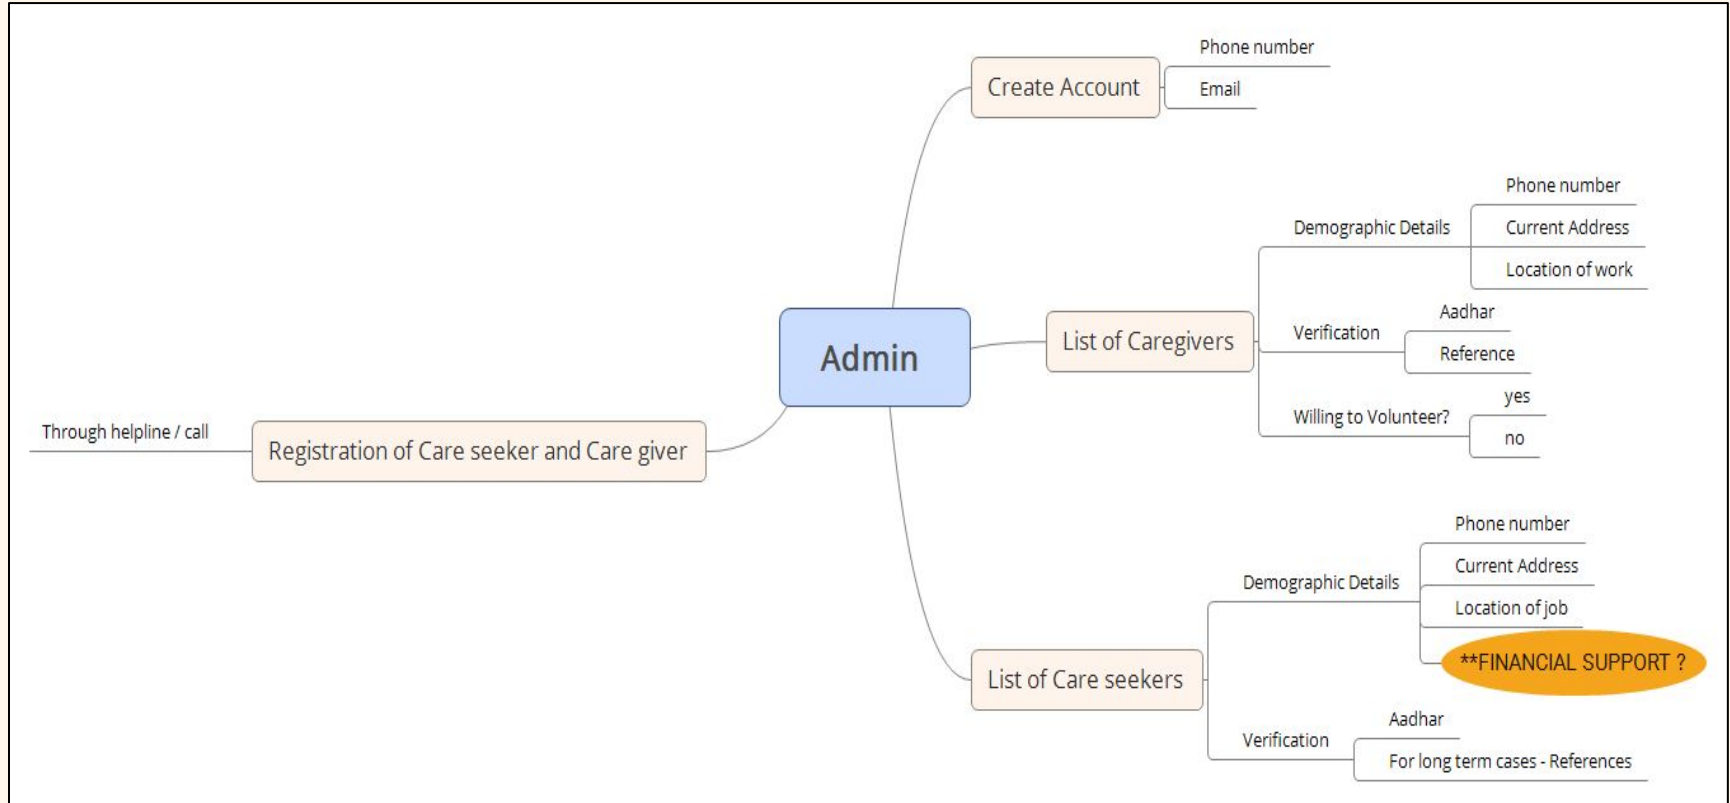 Phone number
Create Account
Email
Phone number
Demographic Details
Current Address
Location of work
Aadhar
Verification
List of Caregivers
Reference
Admin
yes
Willing to Volunteer?
no
Through helpline / call
Registration of Care seeker and Care giver
Phone number
Current Address
Demographic Details
Location of job
**FINANCIAL SUPPORT ?
List of Care seekers
Aadhar
Verification
For long term cases - References